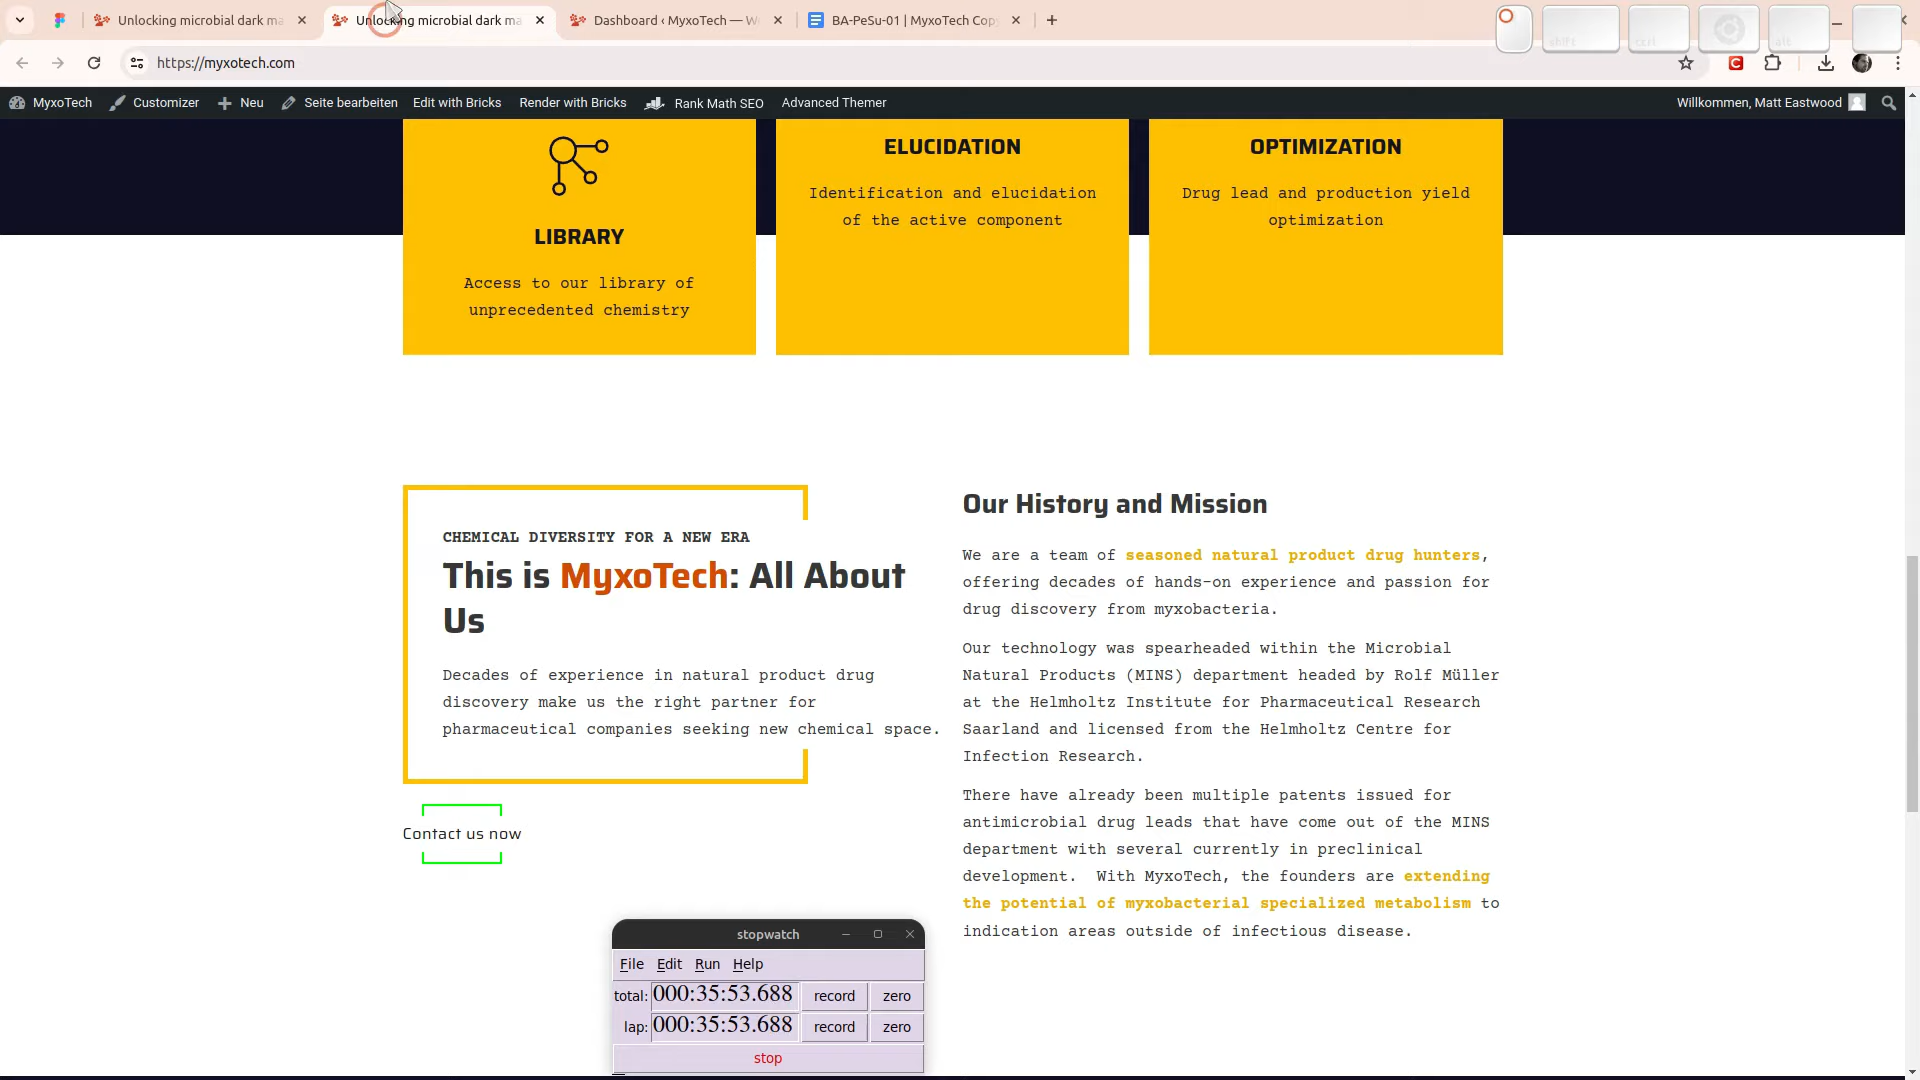 Unlocking microbial dark ma
Unlocking microbial dark ma
Dashboard ‹ MyxoTech — W
BA-PeSu-01 | MyxoTech Cop
shift
ctrl
alt
https://myxotech.com
MyxoTech
Customizer
Neu
Seite bearbeiten
Edit with Bricks
Render with Bricks
Rank Math SEO
Advanced Themer
Willkommen, Matt Eastwood
LIBRARY
Access to our library of
unprecedented chemistry
ELUCIDATION
Identification and elucidation
of the active component
OPTIMIZATION
Drug lead and production yield
optimization
CHEMICAL DIVERSITY FOR A NEW ERA
This is MyxoTech: All About
Us
Decades of experience in natural product drug
discovery make us the right partner for
pharmaceutical companies seeking new chemical space.
Contact us now
Our History and Mission
We are a team of seasoned natural product drug hunters,
offering decades of hands-on experience and passion for
drug discovery from myxobacteria.
Our technology was spearheaded within the Microbial
Natural Products (MINS) department headed by Rolf Müller
at the Helmholtz Institute for Pharmaceutical Research
Saarland and licensed from the Helmholtz Centre for
Infection Research.
There have already been multiple patents issued for
antimicrobial drug leads that have come out of the MINS
department with several currently in preclinical
development.  With MyxoTech, the founders are extending
the potential of myxobacterial specialized metabolism to
indication areas outside of infectious disease.
stopwatch
File Edit Run Help
total: 000:35:53.688 record zero
lap: 000:35:53.688 record zero
stop